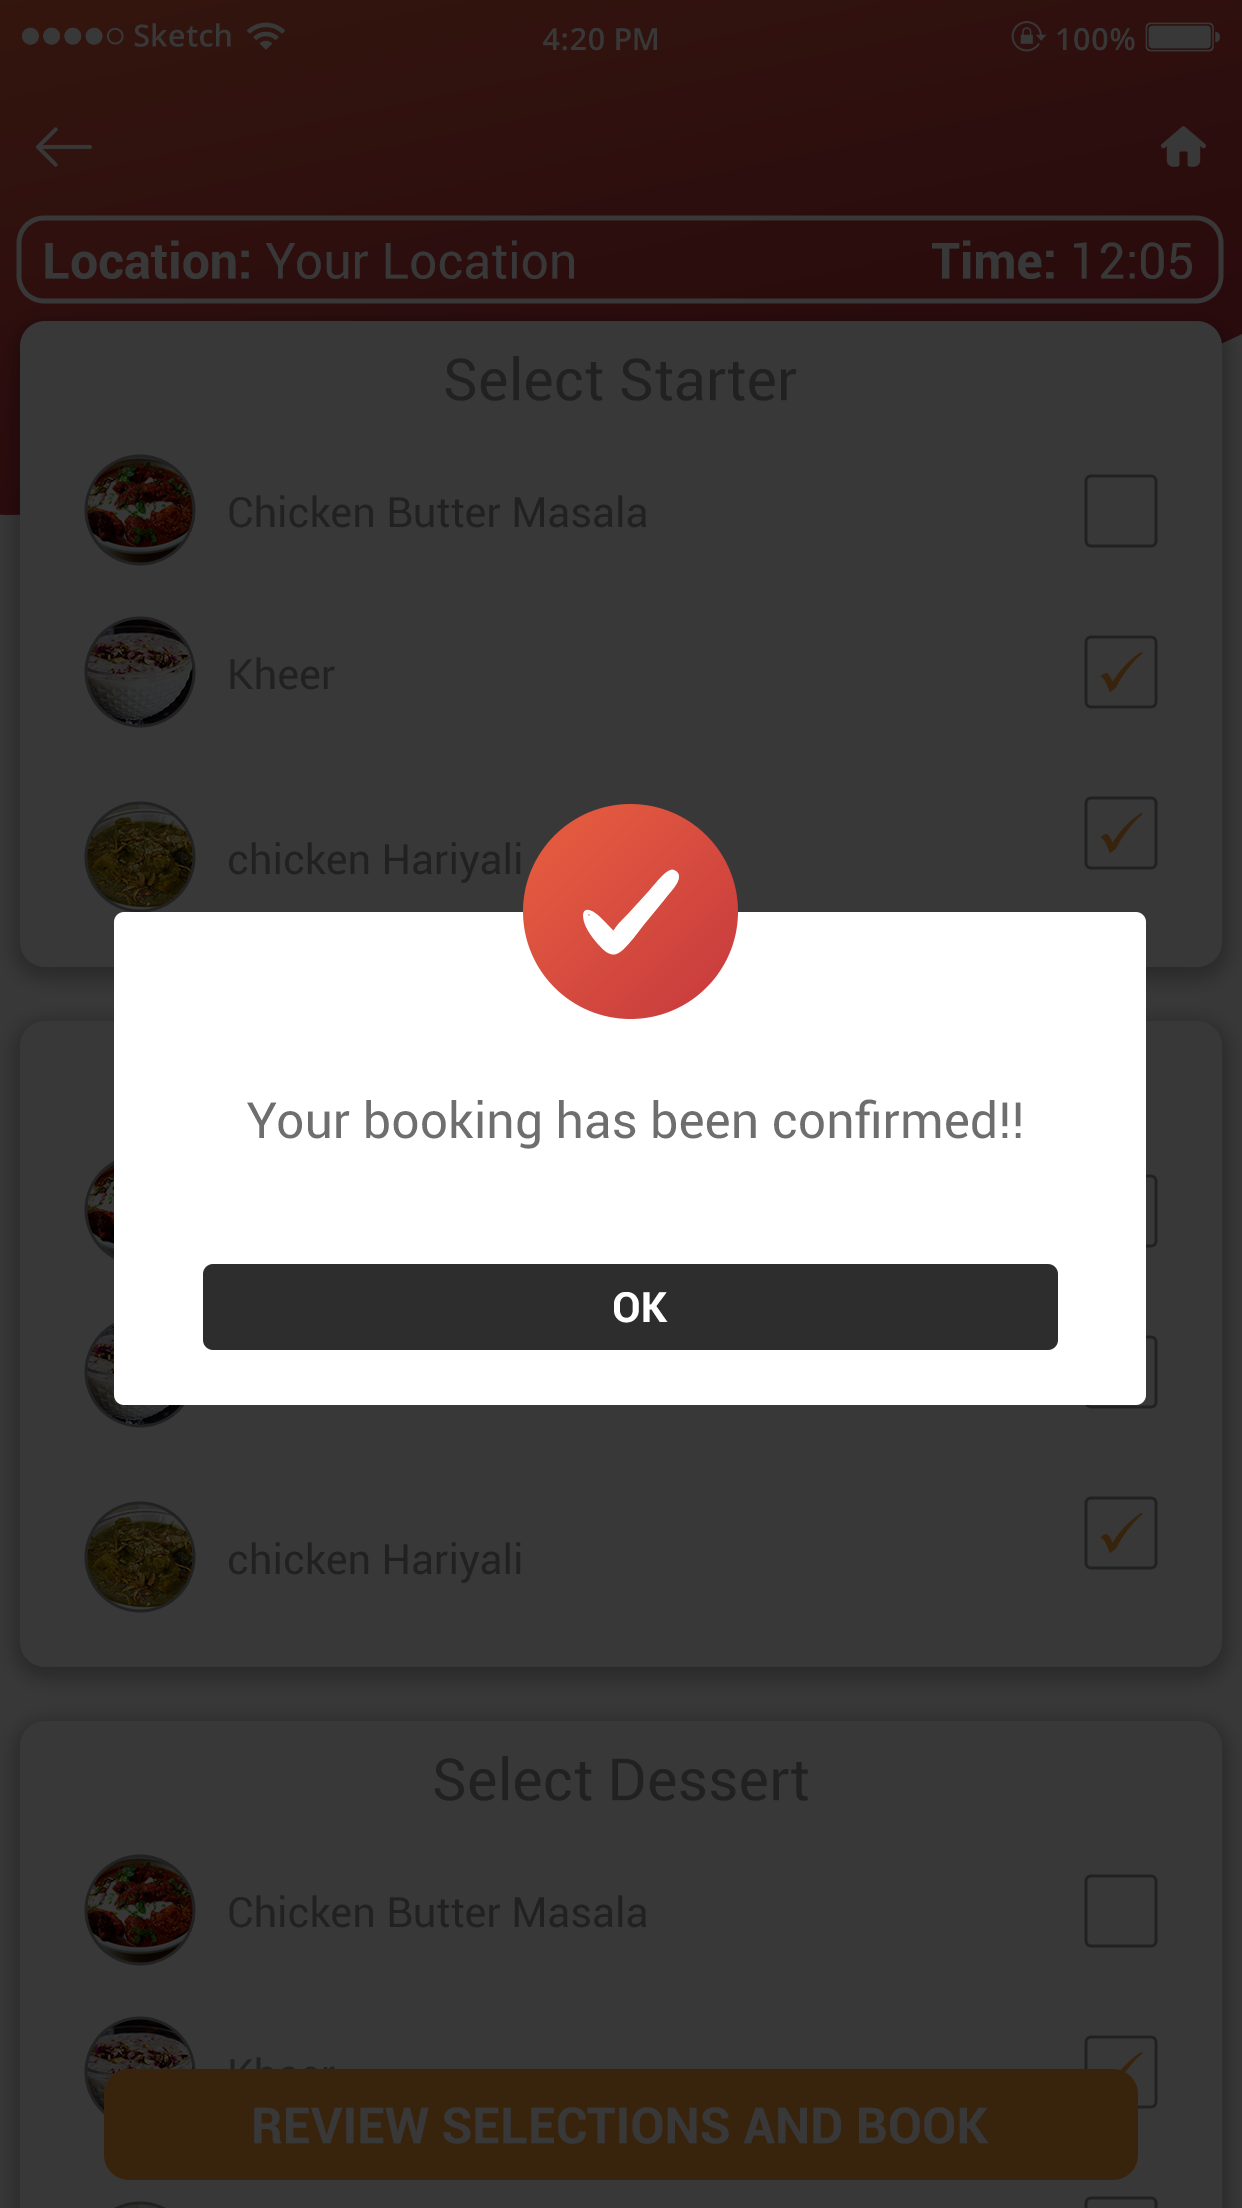 Sketch 4:20 PM 100%
Location: Your Location Time: 12:05
Select Starter
Chicken Butter Masala
Kheer
chicken Hariyali
Your booking has been confirmed!!
OK
chicken Hariyali
Select Dessert
Chicken Butter Masala
Kheer
REVIEW SELECTIONS AND BOOK